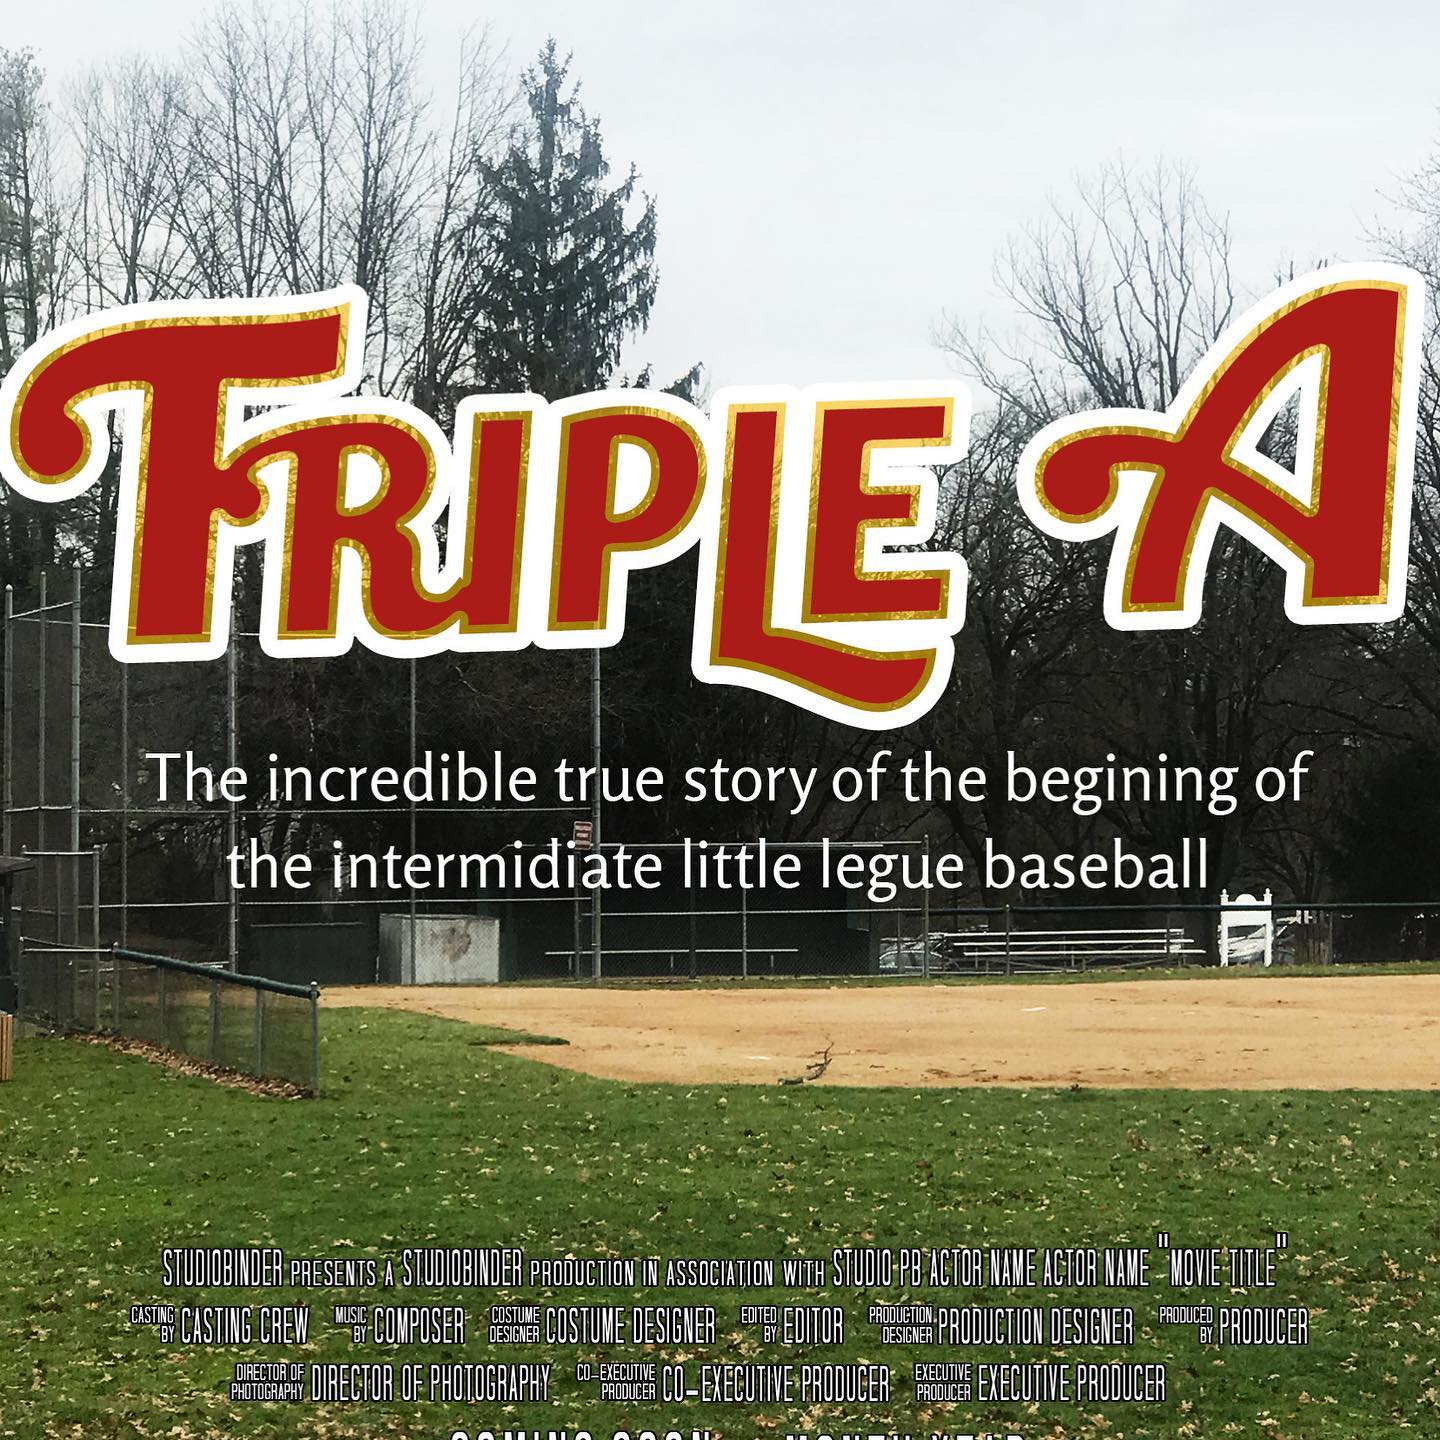 TRIPLE A
The incredible true story of the begining of
the intermidiate little legue baseball
STUDIOBINDER PRESENTS A STUDIOBINDER PRODUCTION IN ASSOCIATION WITH STUDIO PB ACTOR NAME ACTOR NAME "MOVIE TITLE"
CASTING BY CASTING CREW MUSIC BY COMPOSER COSTUME DESIGNER COSTUME DESIGNER EDITED BY EDITOR PRODUCTION DESIGNER PRODUCTION DESIGNER PRODUCED BY PRODUCER
DIRECTOR OF PHOTOGRAPHY DIRECTOR OF PHOTOGRAPHY CO-EXECUTIVE PRODUCER CO-EXECUTIVE PRODUCER EXECUTIVE PRODUCER EXECUTIVE PRODUCER